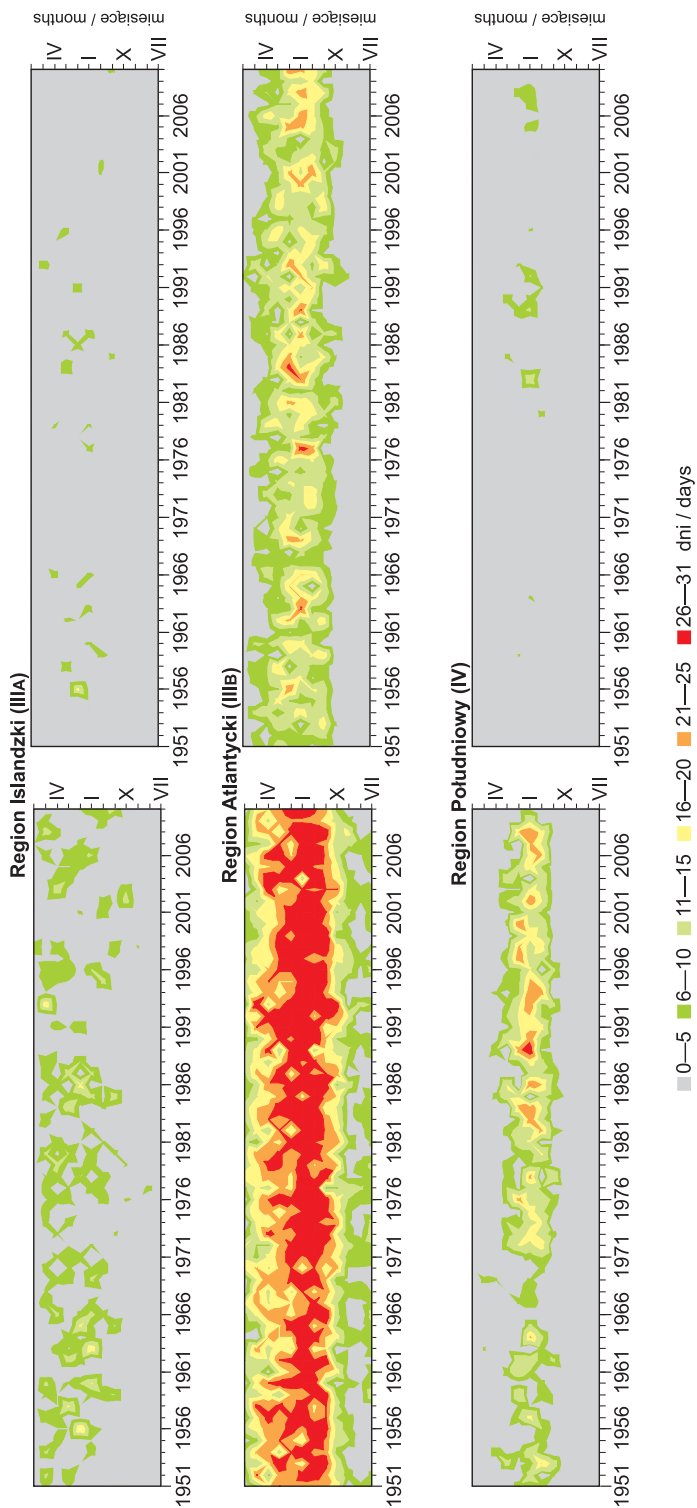 Region Islandzki (IIIA)
IV
I
X
VII
1951 1956 1961 1966 1971 1976 1981 1986 1991 1996 2001 2006
IV
I
X
VII
miesiące / months
1951 1956 1961 1966 1971 1976 1981 1986 1991 1996 2001 2006
Region Atlantycki (IIIB)
IV
I
X
VII
1951 1956 1961 1966 1971 1976 1981 1986 1991 1996 2001 2006
IV
I
X
VII
miesiące / months
1951 1956 1961 1966 1971 1976 1981 1986 1991 1996 2001 2006
Region Południowy (IV)
IV
I
X
VII
1951 1956 1961 1966 1971 1976 1981 1986 1991 1996 2001 2006
IV
I
X
VII
miesiące / months
1951 1956 1961 1966 1971 1976 1981 1986 1991 1996 2001 2006
0—5 6—10 11—15 16—20 21—25 26—31 dni / days